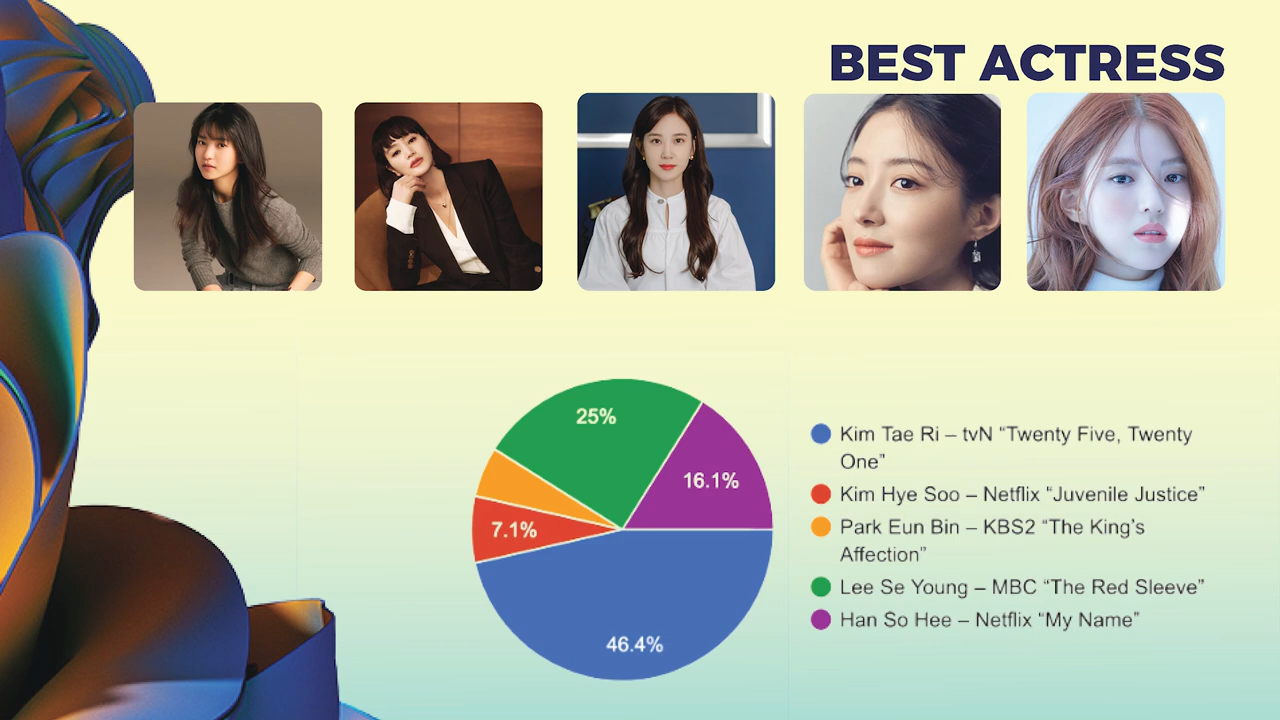 BEST ACTRESS
25%
16.1%
7.1%
46.4%
Kim Tae Ri – tvN “Twenty Five, Twenty
One”
Kim Hye Soo – Netflix “Juvenile Justice”
Park Eun Bin – KBS2 “The King’s
Affection”
Lee Se Young – MBC “The Red Sleeve”
Han So Hee – Netflix “My Name”